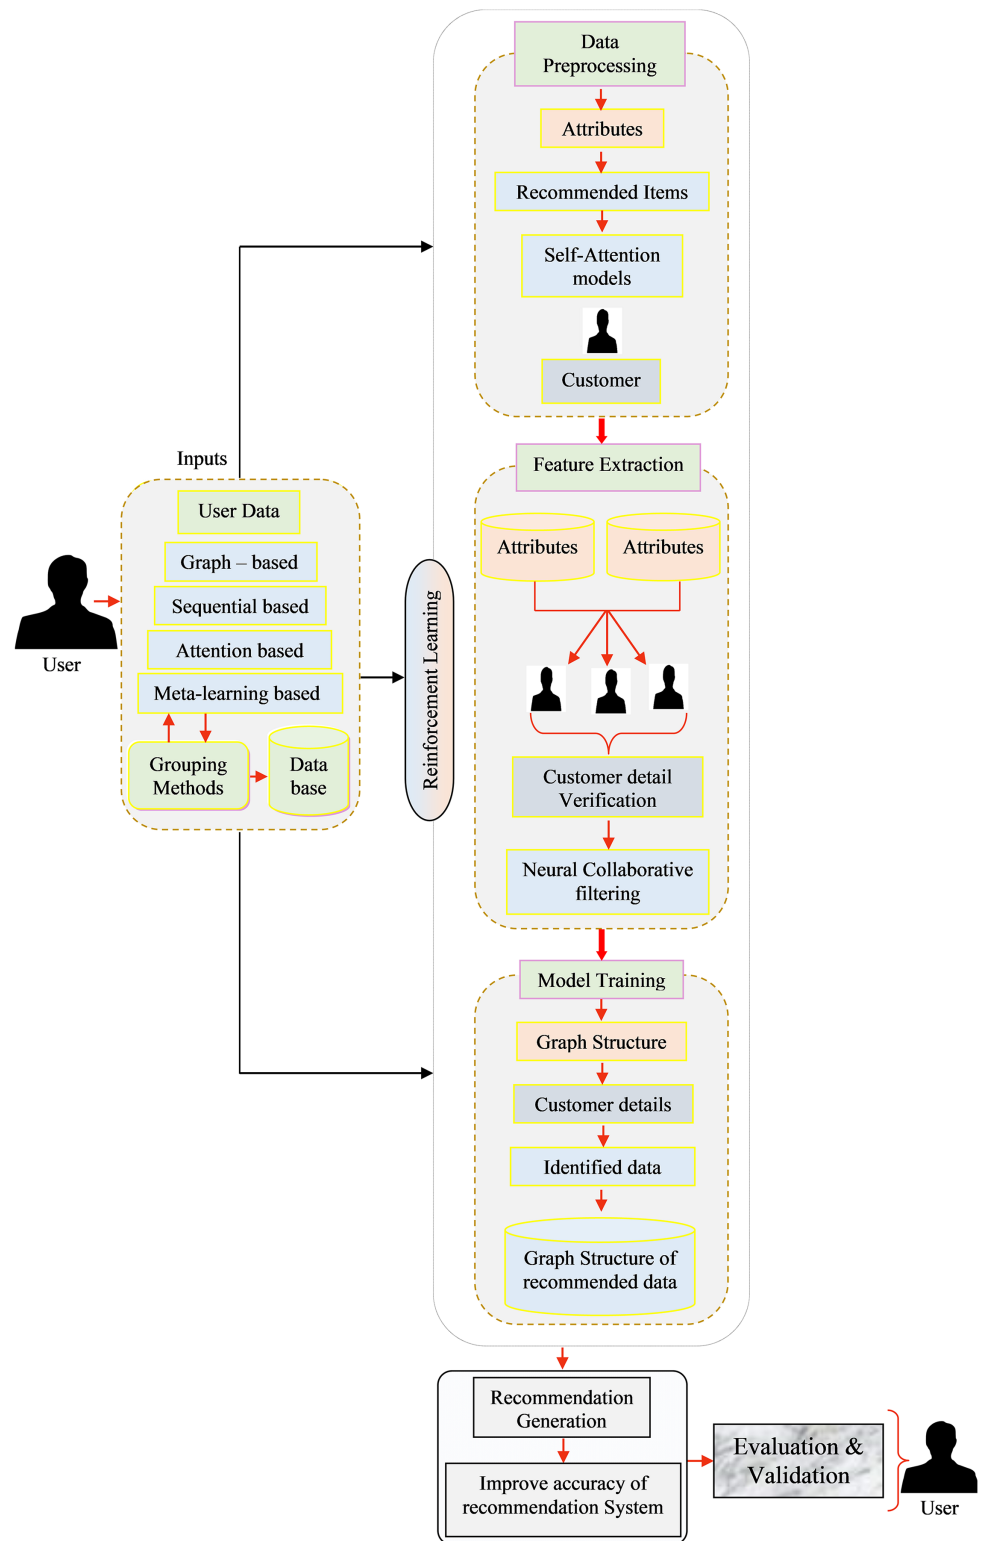 Data
Preprocessing
Attributes
Recommended Items
Self-Attention
models
Customer
Inputs
User Data
Graph – based
Sequential based
Attention based
Meta-learning based
Grouping
Methods
Data
base
User
Reinforcement Learning
Feature Extraction
Attributes
Attributes
Customer detail
Verification
Neural Collaborative
filtering
Model Training
Graph Structure
Customer details
Identified data
Graph Structure of
recommended data
Recommendation
Generation
Improve accuracy of
recommendation System
Evaluation &
Validation
User